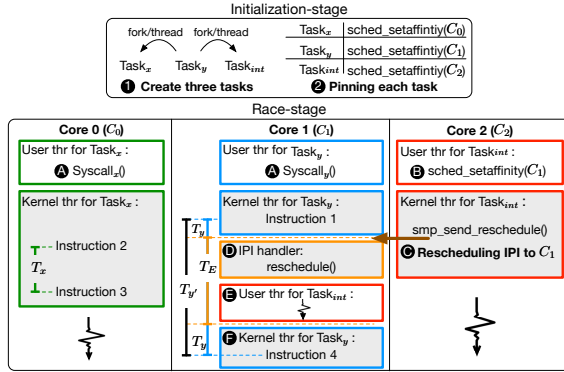 Initialization-stage
fork/thread fork/thread
Task_x Task_y Task_int
❶ Create three tasks
Task_x sched_setaffintiy(C_0)
Task_y sched_setaffintiy(C_1)
Task_int sched_setaffintiy(C_2)
❷ Pinning each task
Race-stage
Core 0 (C_0)
User thr for Task_x :
Ⓐ Syscall_x()
Kernel thr for Task_x :
Instruction 2
T_x
Instruction 3
Core 1 (C_1)
User thr for Task_y :
Ⓐ Syscall_y()
Kernel thr for Task_y :
Instruction 1
T_y
Ⓓ IPI handler:
reschedule()
T_E
T_y'
Ⓔ User thr for Task_int :
Ⓕ Kernel thr for Task_y :
T_y
Instruction 4
Core 2 (C_2)
User thr for Task_int :
Ⓑ sched_setaffinity(C_1)
Kernel thr for Task_int :
smp_send_reschedule()
Ⓒ Rescheduling IPI to C_1